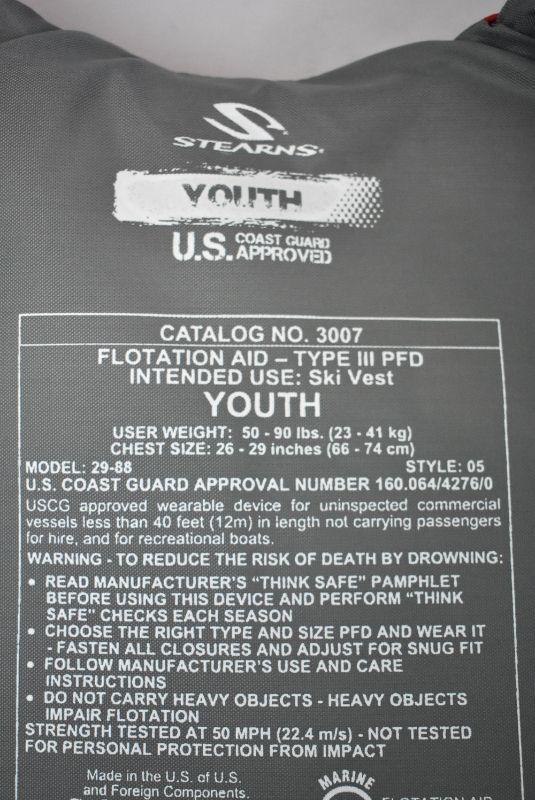 STEARNS
YOUTH
U.S. COAST GUARD APPROVED
CATALOG NO. 3007
FLOTATION AID – TYPE III PFD
INTENDED USE: Ski Vest
YOUTH
USER WEIGHT: 50 - 90 lbs. (23 - 41 kg)
CHEST SIZE: 26 - 29 inches (66 - 74 cm)
MODEL: 29-88 STYLE: 05
U.S. COAST GUARD APPROVAL NUMBER 160.064/4276/0
USCG approved wearable device for uninspected commercial
vessels less than 40 feet (12m) in length not carrying passengers
for hire, and for recreational boats.
WARNING - TO REDUCE THE RISK OF DEATH BY DROWNING:
• READ MANUFACTURER'S "THINK SAFE" PAMPHLET
BEFORE USING THIS DEVICE AND PERFORM "THINK
SAFE" CHECKS EACH SEASON
• CHOOSE THE RIGHT TYPE AND SIZE PFD AND WEAR IT
- FASTEN ALL CLOSURES AND ADJUST FOR SNUG FIT
• FOLLOW MANUFACTURER'S USE AND CARE
INSTRUCTIONS
• DO NOT CARRY HEAVY OBJECTS - HEAVY OBJECTS
IMPAIR FLOTATION
STRENGTH TESTED AT 50 MPH (22.4 m/s) - NOT TESTED
FOR PERSONAL PROTECTION FROM IMPACT
Made in the U.S. of U.S.
and Foreign Components.
MARINE
FLOTATION AID